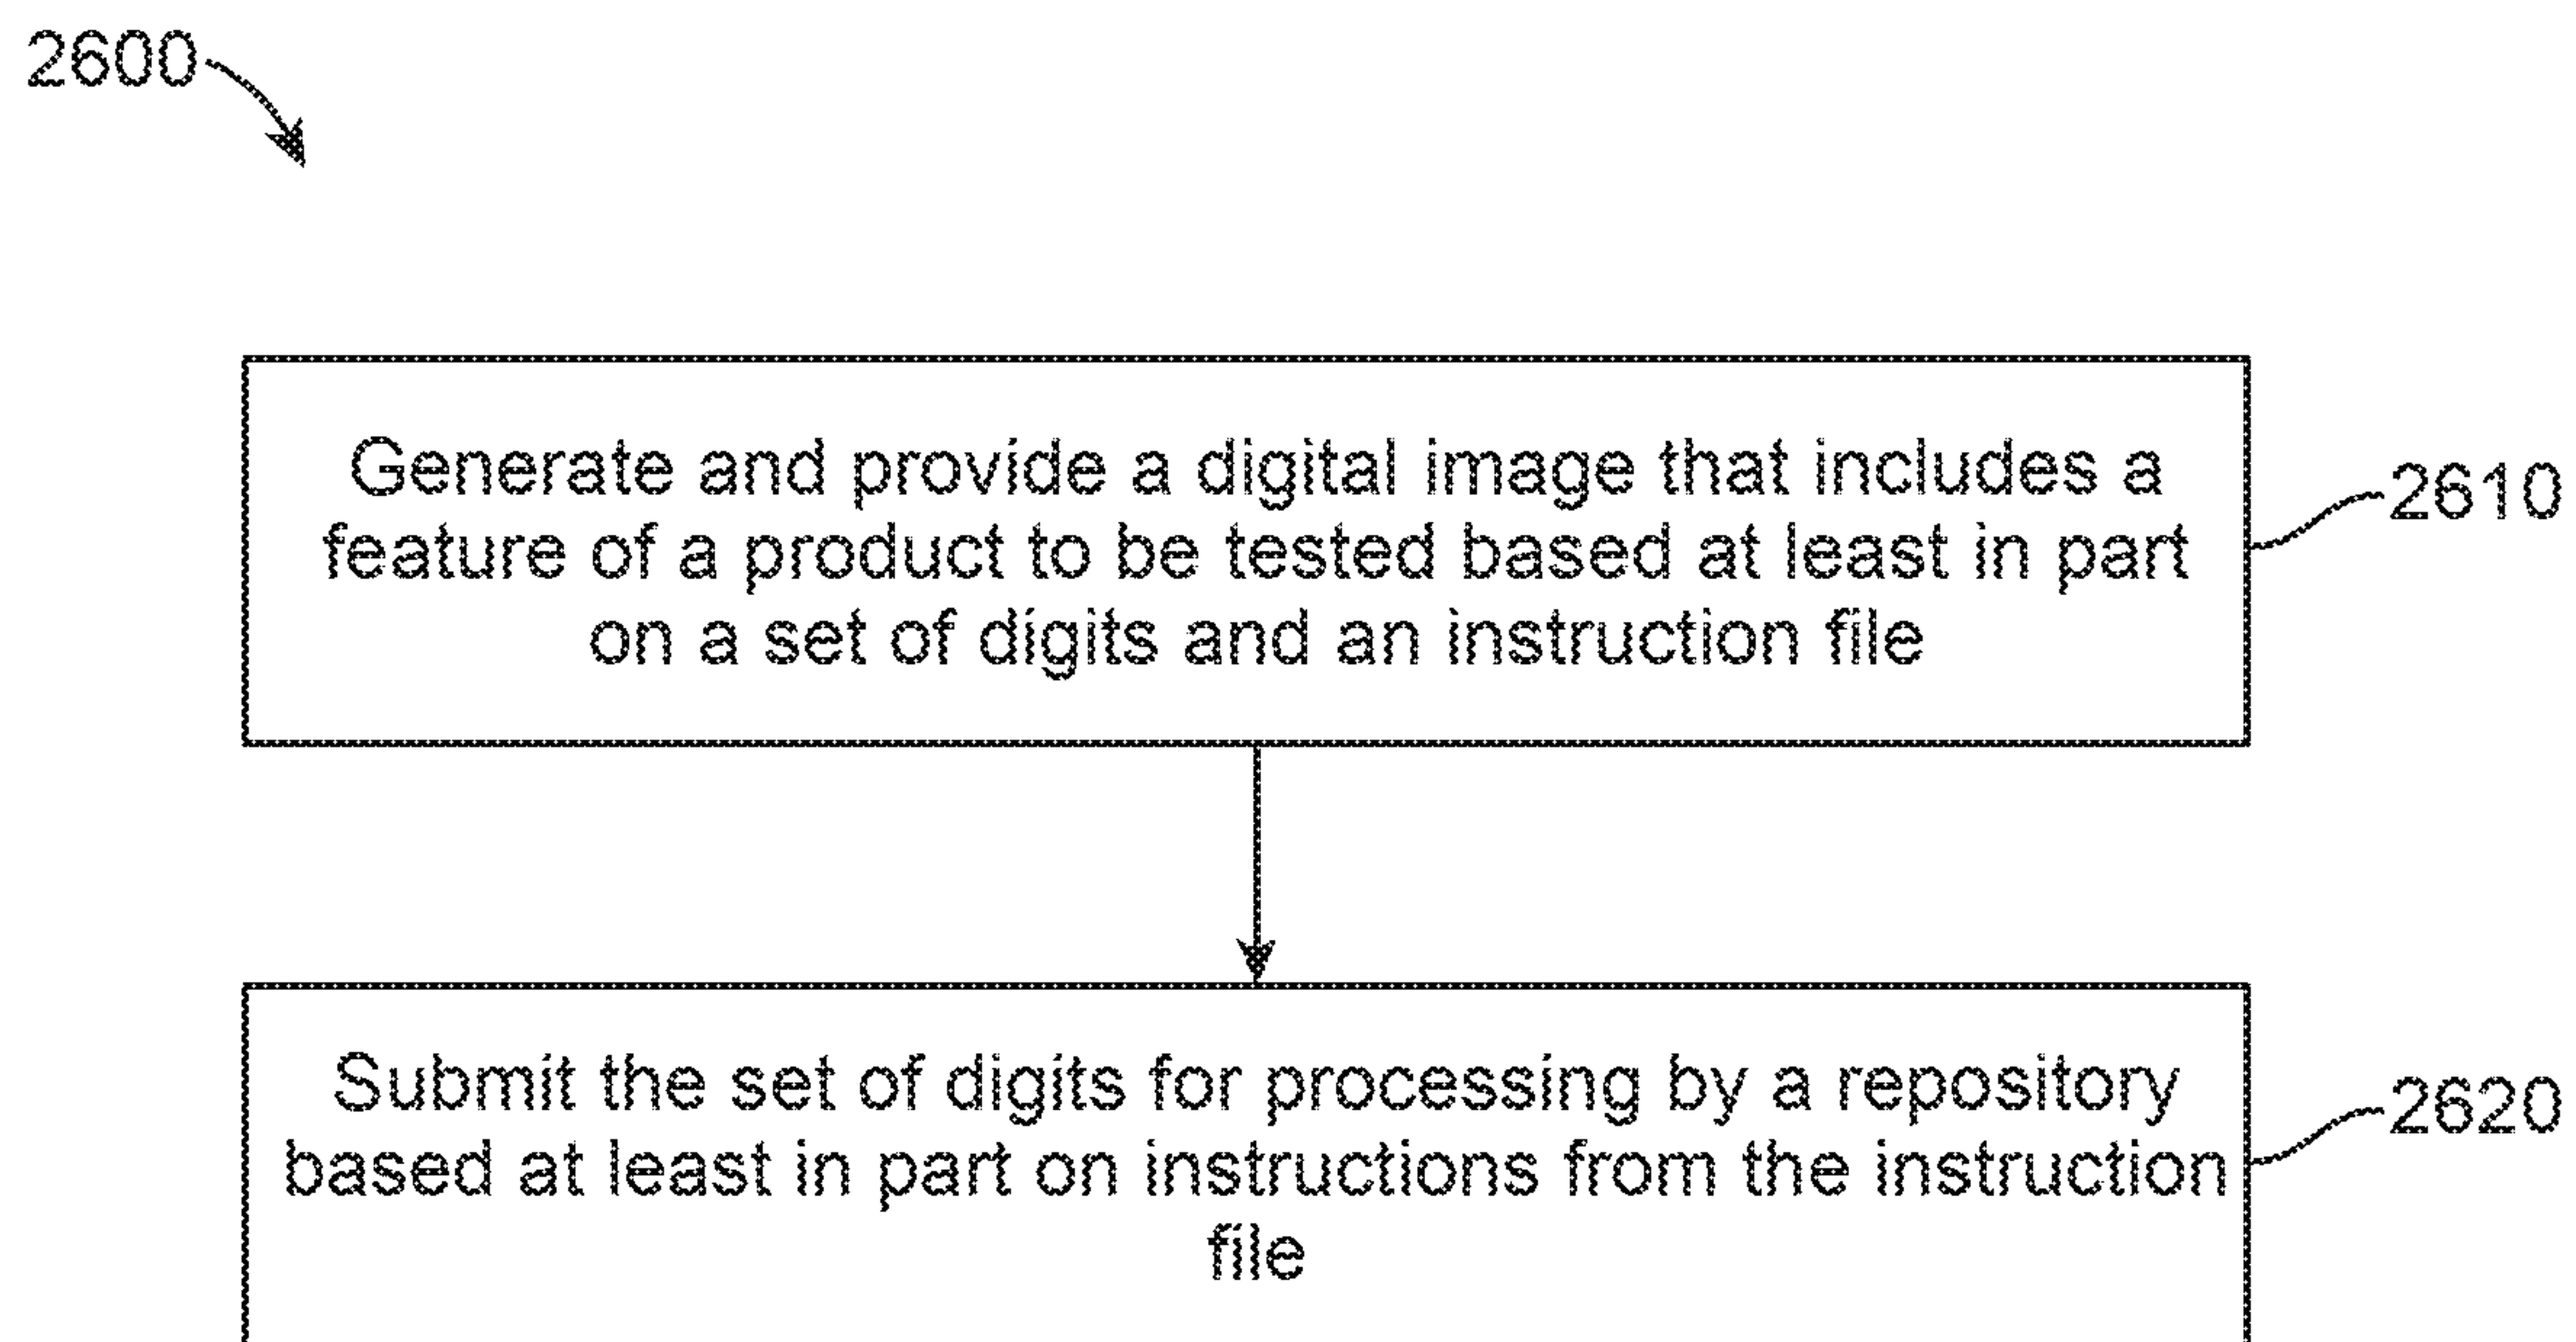 2600
Generate and provide a digital image that includes a
feature of a product to be tested based at least in part
on a set of digits and an instruction file
2610
Submit the set of digits for processing by a repository
based at least in part on instructions from the instruction
file
2620